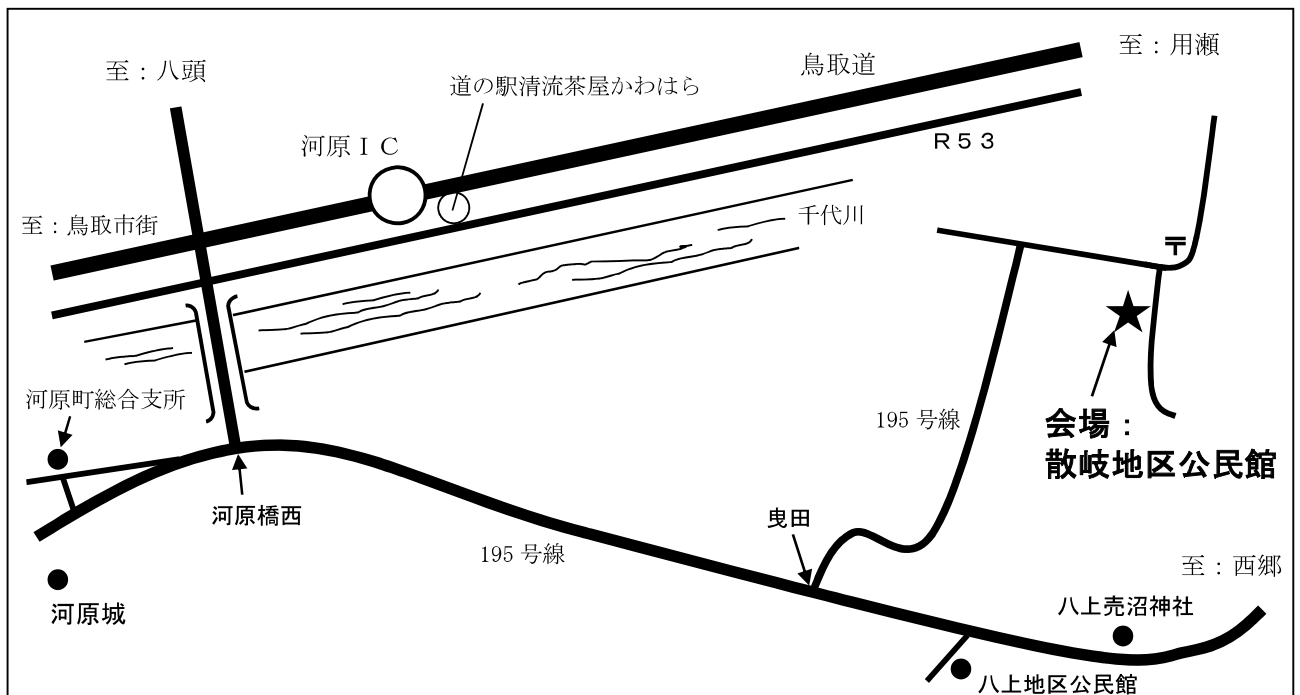 至：用瀬
至：八頭
鳥取道
道の駅清流茶屋かわはら
Ｒ５３
河原ＩＣ
至：鳥取市街
千代川
〒
河原町総合支所
195 号線
会場：
散岐地区公民館
河原橋西
曳田
195 号線
至：西郷
河原城
八上売沼神社
八上地区公民館